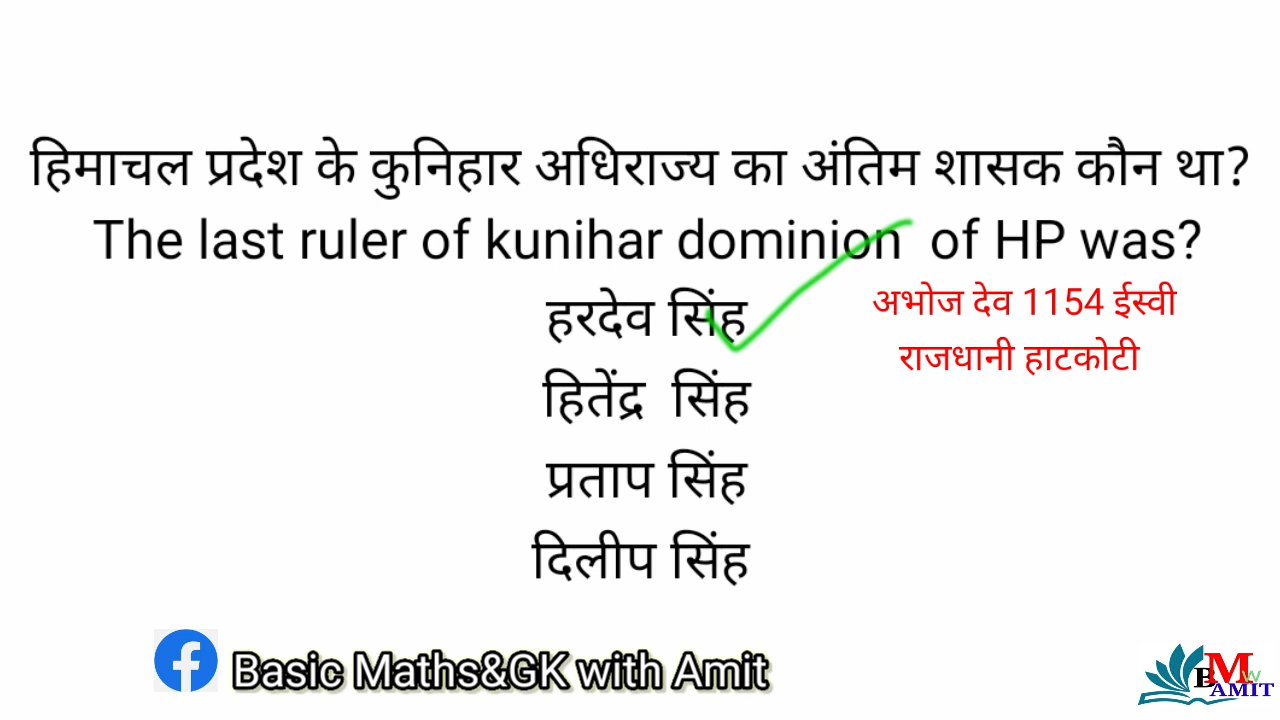 हिमाचल प्रदेश के कुनिहार अधिराज्य का अंतिम शासक कौन था?
The last ruler of kunihar dominion of HP was?
हरदेव सिंह
अभोज देव 1154 ईस्वी
राजधानी हाटकोटी
हितेंद्र सिंह
प्रताप सिंह
दिलीप सिंह
Basic Maths&GK with Amit
BMw
AMIT